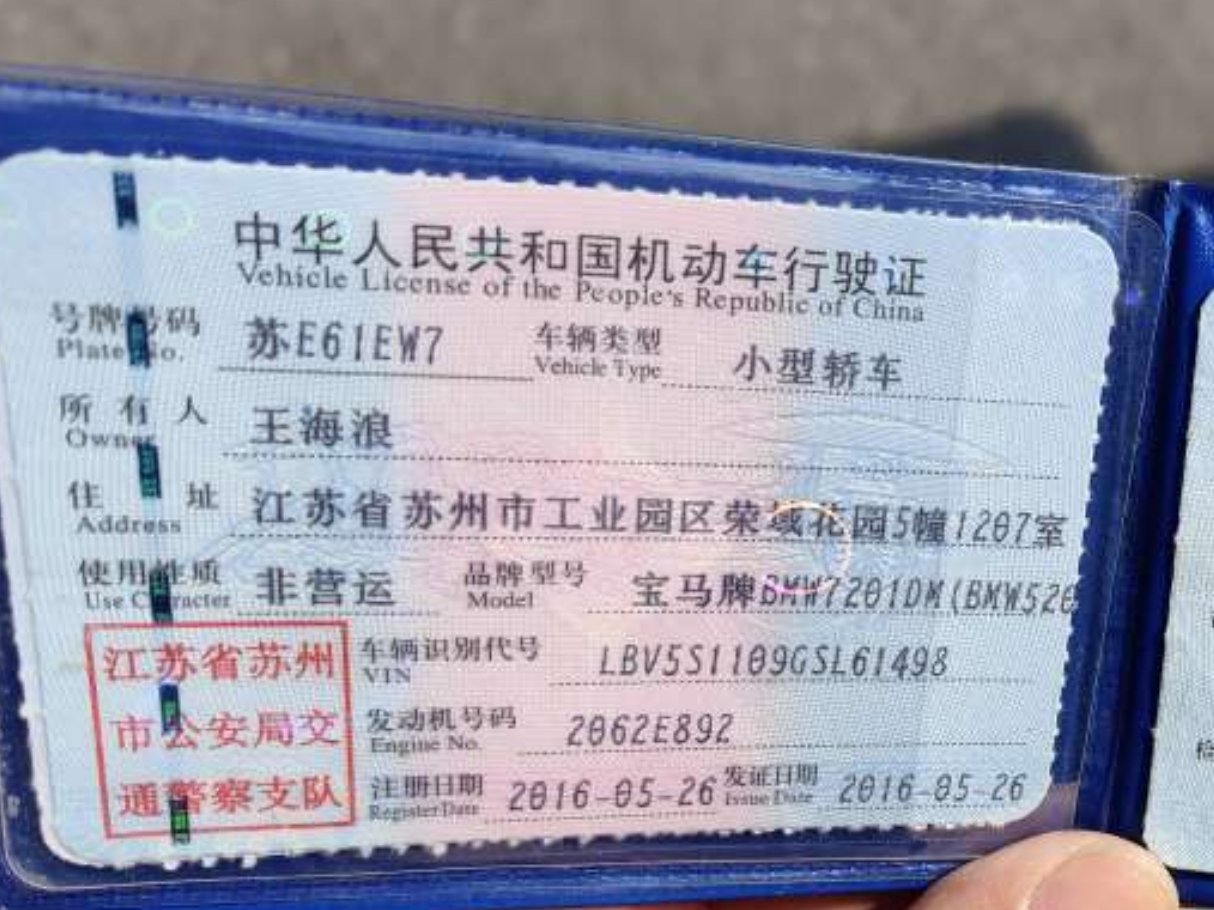 中华人民共和国机动车行驶证
Vehicle License of the People's Republic of China
号牌号码 苏E61EW7 车辆类型 小型轿车
Plate No. Vehicle Type
所有人 王海浪
Owner
住址 江苏省苏州市工业园区荣域花园5幢1207室
Address
使用性质 非营运 品牌型号 宝马牌BMW7201DM(BMW520
Use Character Model
江苏省苏州 车辆识别代号 LBV5S1109GSL61498
VIN
市公安局交 发动机号码 2062E892
Engine No.
通警察支队 注册日期 2016-05-26 发证日期 2016-05-26
Register Date Issue Date